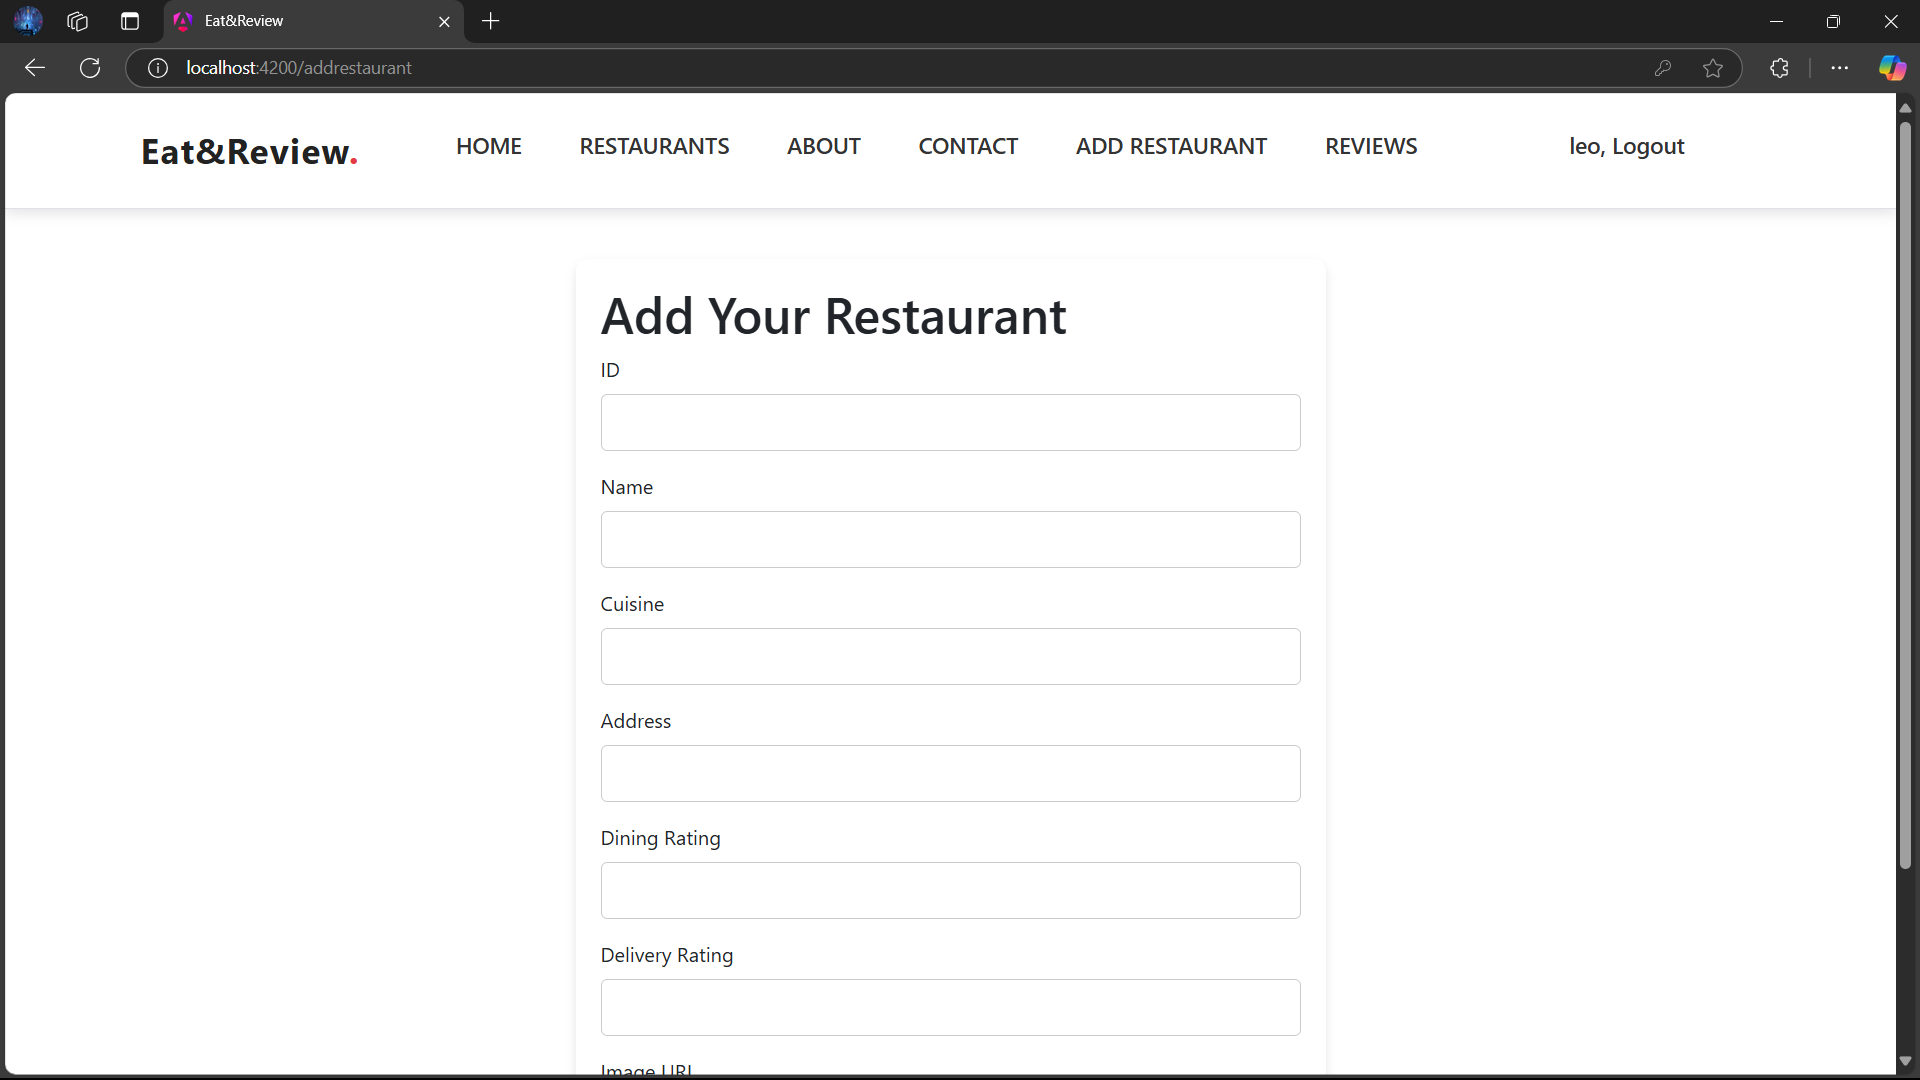 Eat&Review
localhost:4200/addrestaurant
Eat&Review.
HOME
RESTAURANTS
ABOUT
CONTACT
ADD RESTAURANT
REVIEWS
leo, Logout
Add Your Restaurant
ID
Name
Cuisine
Address
Dining Rating
Delivery Rating
Image URL